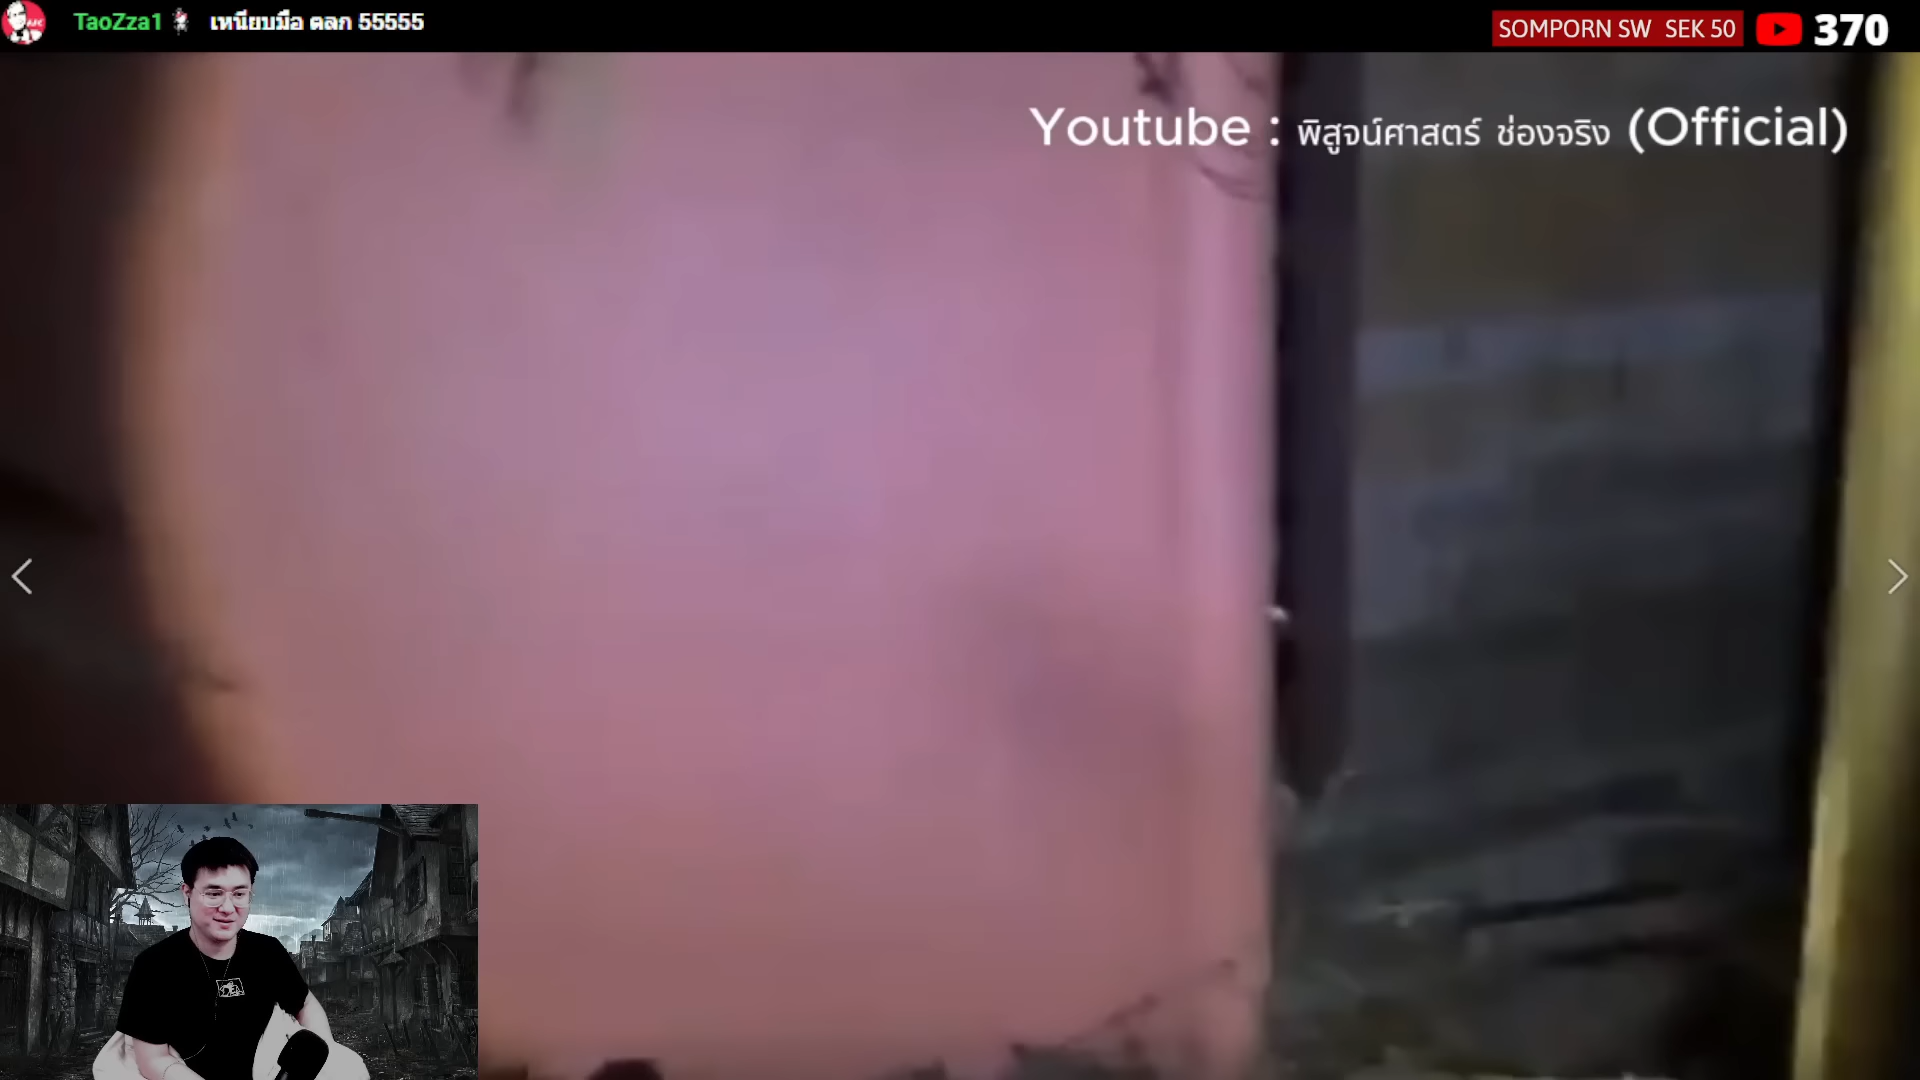 TaoZza1 เหนียบมือ ตลก 55555
SOMPORN SW SEK 50
370
Youtube : พิสูจน์ศาสตร์ ช่องจริง (Official)